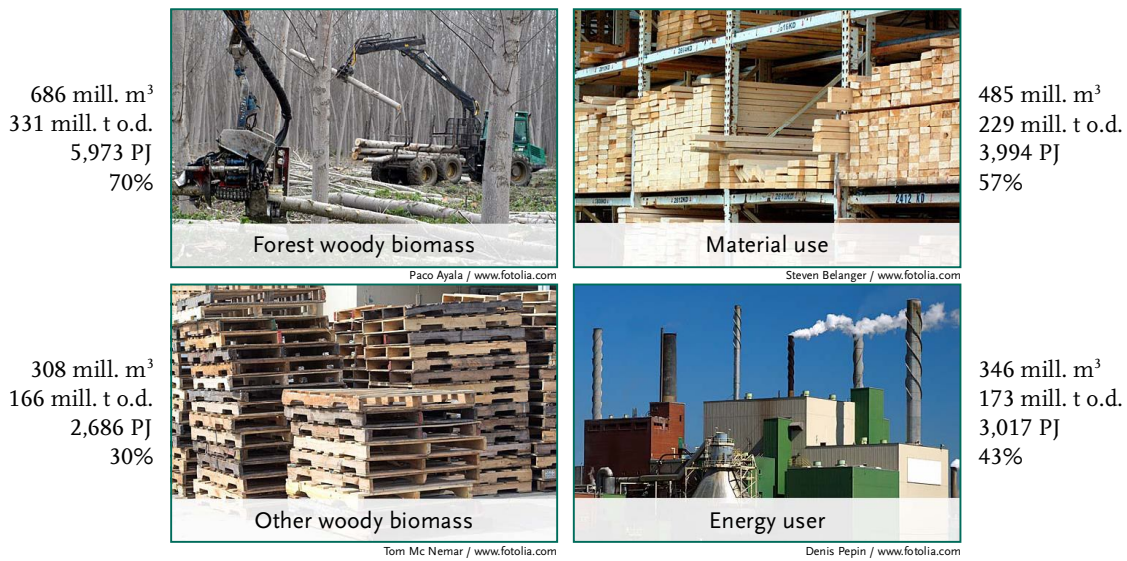 686 mill. m³
331 mill. t o.d.
5,973 PJ
70%
Forest woody biomass
Paco Ayala / www.fotolia.com
2616KD
2412 KD
Material use
Steven Belanger / www.fotolia.com
485 mill. m³
229 mill. t o.d.
3,994 PJ
57%
308 mill. m³
166 mill. t o.d.
2,686 PJ
30%
Other woody biomass
Tom Mc Nemar / www.fotolia.com
Energy user
Denis Pepin / www.fotolia.com
346 mill. m³
173 mill. t o.d.
3,017 PJ
43%